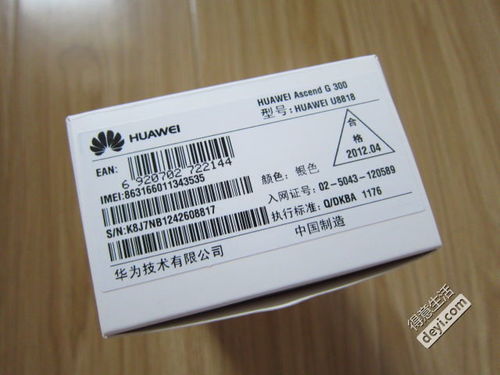 HUAWEI
HUAWEI Ascend G 300
型号:HUAWEI U8818
EAN:
6 920702 722144
合
格
2012.04
IMEI:863166011343535
颜色: 银色
S/N:K8J7NB1242608817
入网证号: 02-5043-120589
执行标准: Q/DKBA 1176
华为技术有限公司
中国制造
得意生活
deyi.com